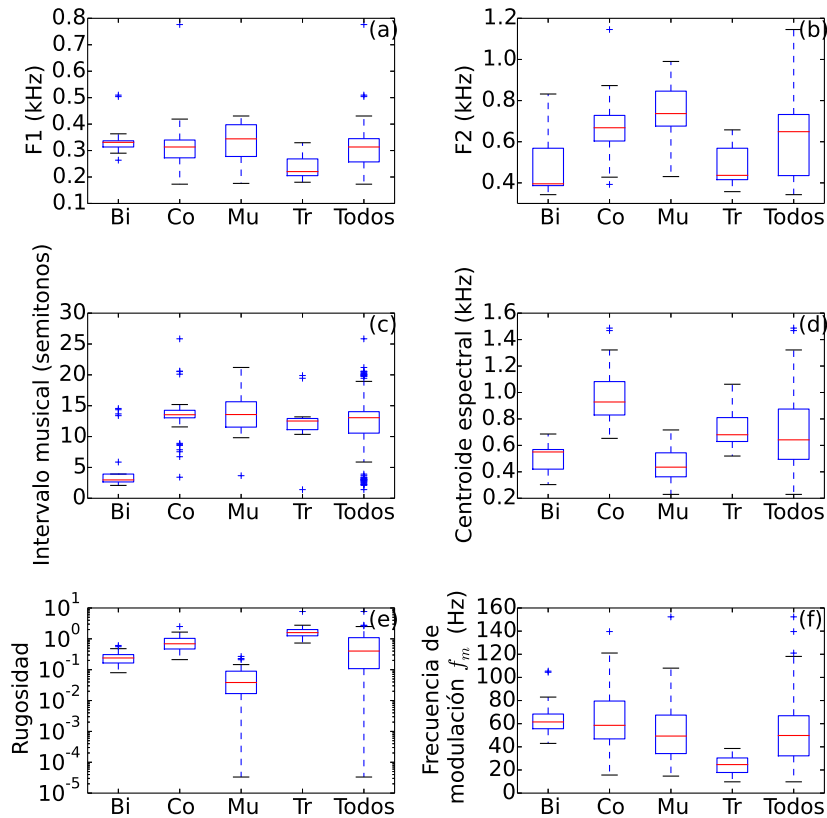 (a)
F1 (kHz)
0.8
0.7
0.6
0.5
0.4
0.3
0.2
0.1
Bi Co Mu Tr Todos
(b)
F2 (kHz)
1.2
1.0
0.8
0.6
0.4
Bi Co Mu Tr Todos
(c)
Intervalo musical (semitonos)
30
25
20
15
10
5
0
Bi Co Mu Tr Todos
(d)
Centroide espectral (kHz)
1.6
1.4
1.2
1.0
0.8
0.6
0.4
0.2
Bi Co Mu Tr Todos
(e)
Rugosidad
10^1
10^0
10^-1
10^-2
10^-3
10^-4
10^-5
Bi Co Mu Tr Todos
(f)
Frecuencia de
modulación f_m (Hz)
160
140
120
100
80
60
40
20
0
Bi Co Mu Tr Todos